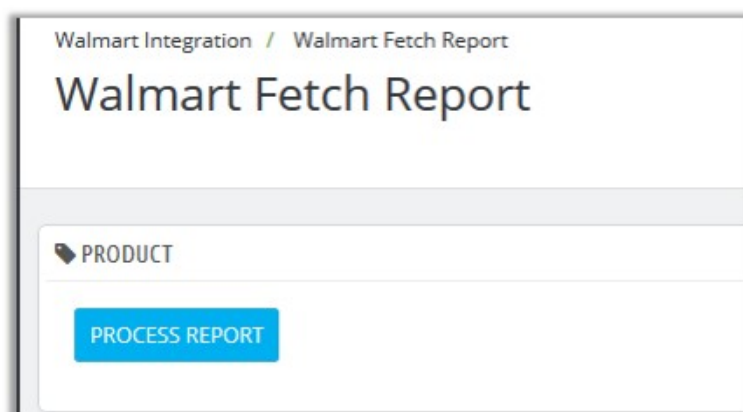 Walmart Integration / Walmart Fetch Report
Walmart Fetch Report
PRODUCT
PROCESS REPORT